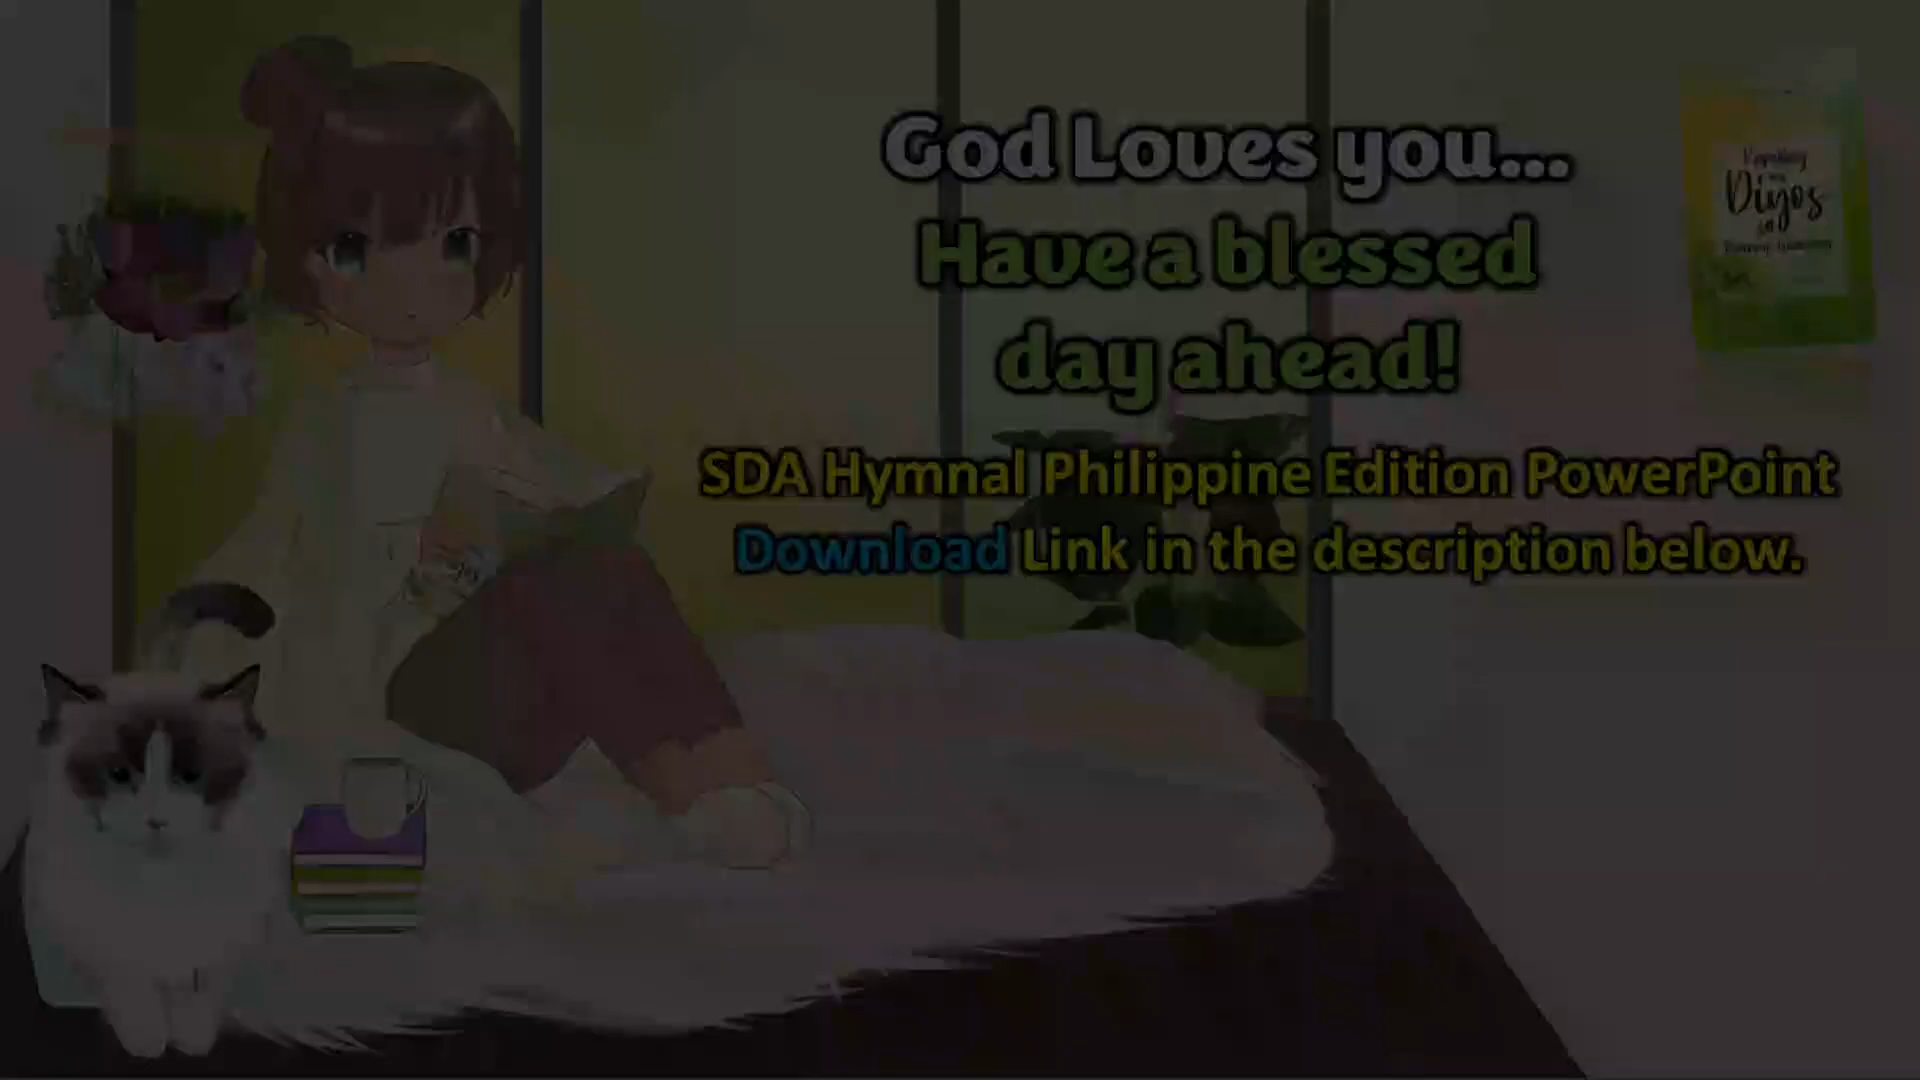 God Loves you...
Have a blessed
day ahead!
SDA Hymnal Philippine Edition PowerPoint
Download Link in the description below.
Diyos